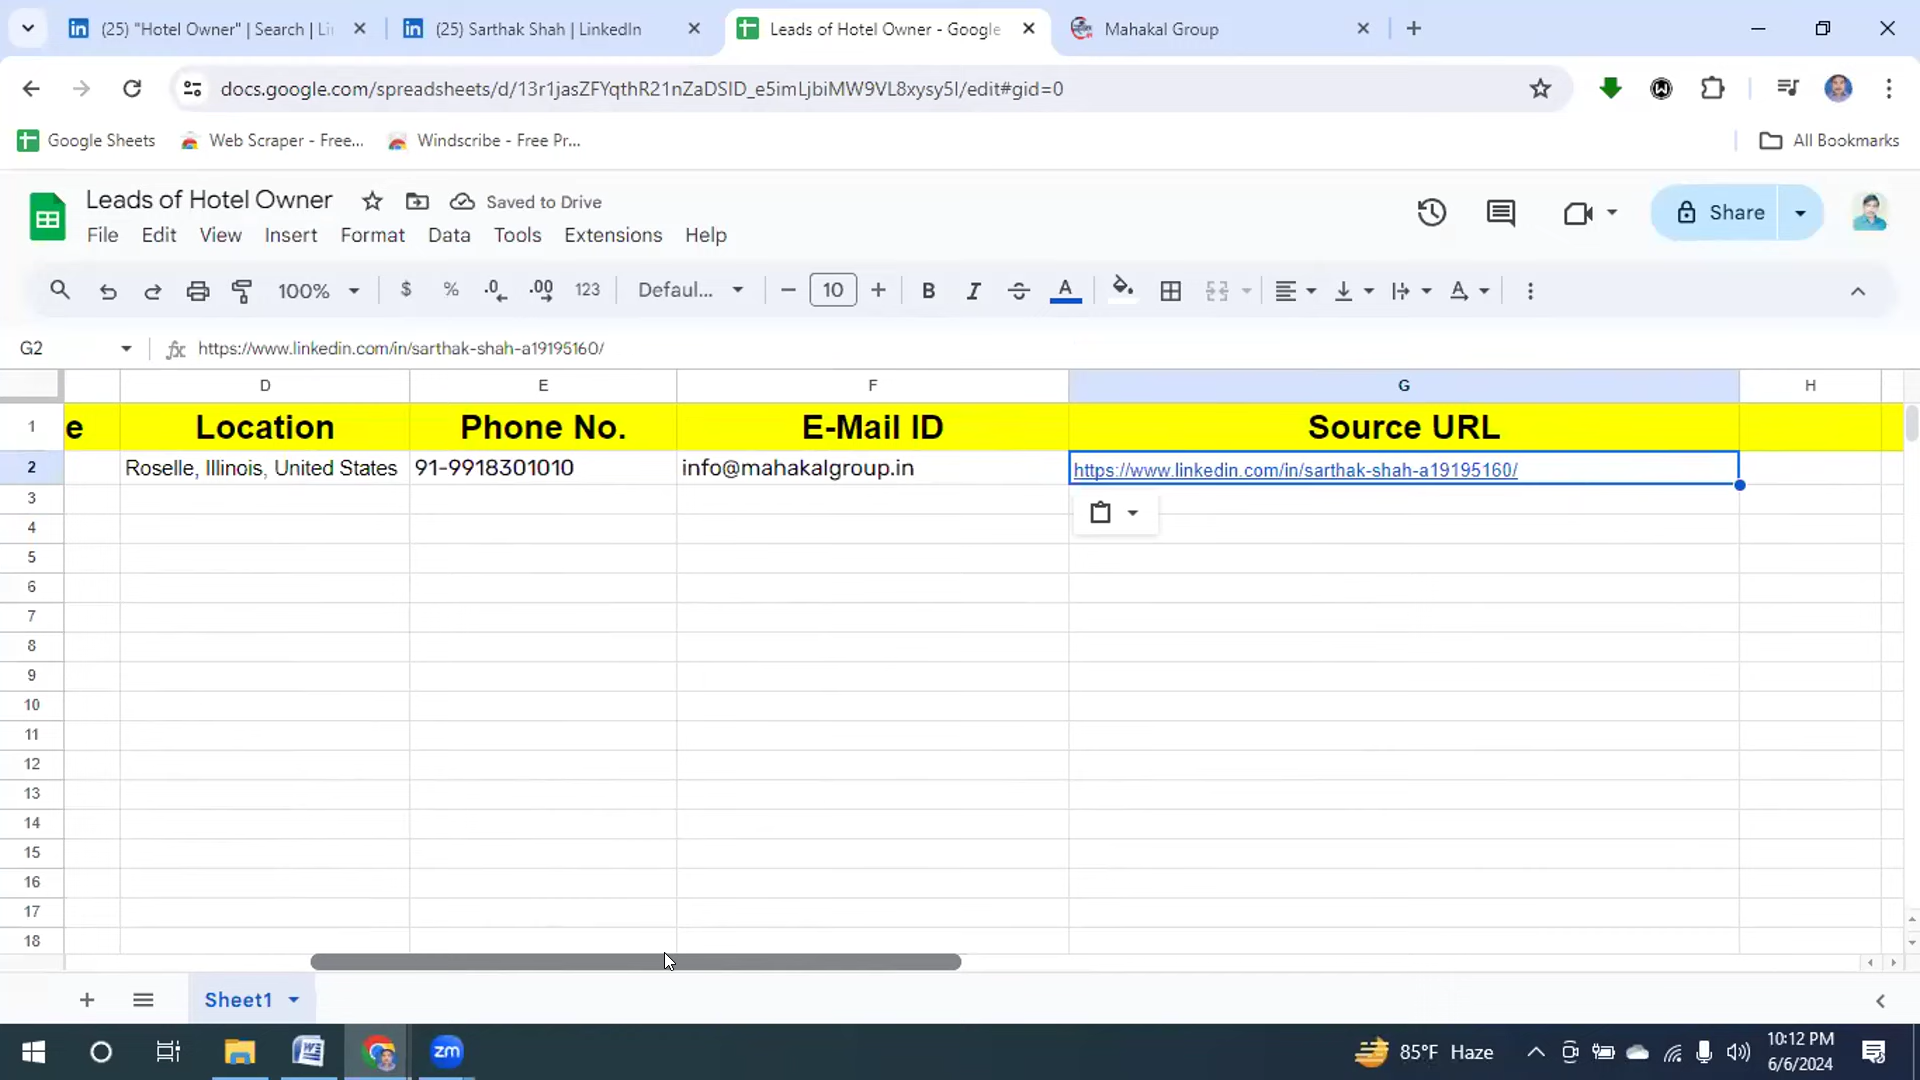 (25) "Hotel Owner" | Search | Li
(25) Sarthak Shah | LinkedIn
Leads of Hotel Owner - Google
Mahakal Group
docs.google.com/spreadsheets/d/13r1jasZFYqthR21nZaDSID_e5imLjbiMW9VL8xysy5I/edit#gid=0
Google Sheets
Web Scraper - Free...
Windscribe - Free Pr...
All Bookmarks
Leads of Hotel Owner
Saved to Drive
File Edit View Insert Format Data Tools Extensions Help
Share
100% $ % .0 .00 123 Defaul... 10 B I A
G2
fx https://www.linkedin.com/in/sarthak-shah-a19195160/
D E F G H
1 e Location Phone No. E-Mail ID Source URL
2 Roselle, Illinois, United States 91-9918301010 info@mahakalgroup.in https://www.linkedin.com/in/sarthak-shah-a19195160/
3
4
5
6
7
8
9
10
11
12
13
14
15
16
17
18
Sheet1
zm
85°F Haze
10:12 PM
6/6/2024